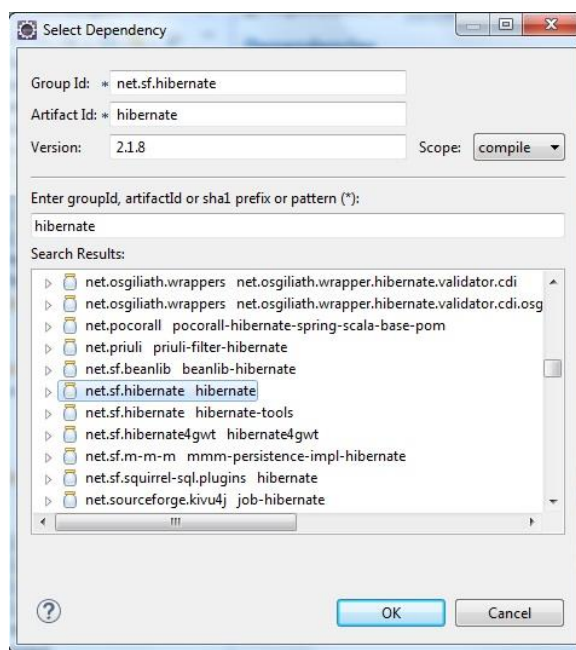 Select Dependency
Group Id: * net.sf.hibernate
Artifact Id: * hibernate
Version: 2.1.8 Scope: compile
Enter groupId, artifactId or sha1 prefix or pattern (*):
hibernate
Search Results:
net.osgiliath.wrappers net.osgiliath.wrapper.hibernate.validator.cdi
net.osgiliath.wrappers net.osgiliath.wrapper.hibernate.validator.cdi.osg
net.pocorall pocorall-hibernate-spring-scala-base-pom
net.priuli priuli-filter-hibernate
net.sf.beanlib beanlib-hibernate
net.sf.hibernate hibernate
net.sf.hibernate hibernate-tools
net.sf.hibernate4gwt hibernate4gwt
net.sf.m-m-m mmm-persistence-impl-hibernate
net.sf.squirrel-sql.plugins hibernate
net.sourceforge.kivu4j job-hibernate
? OK Cancel